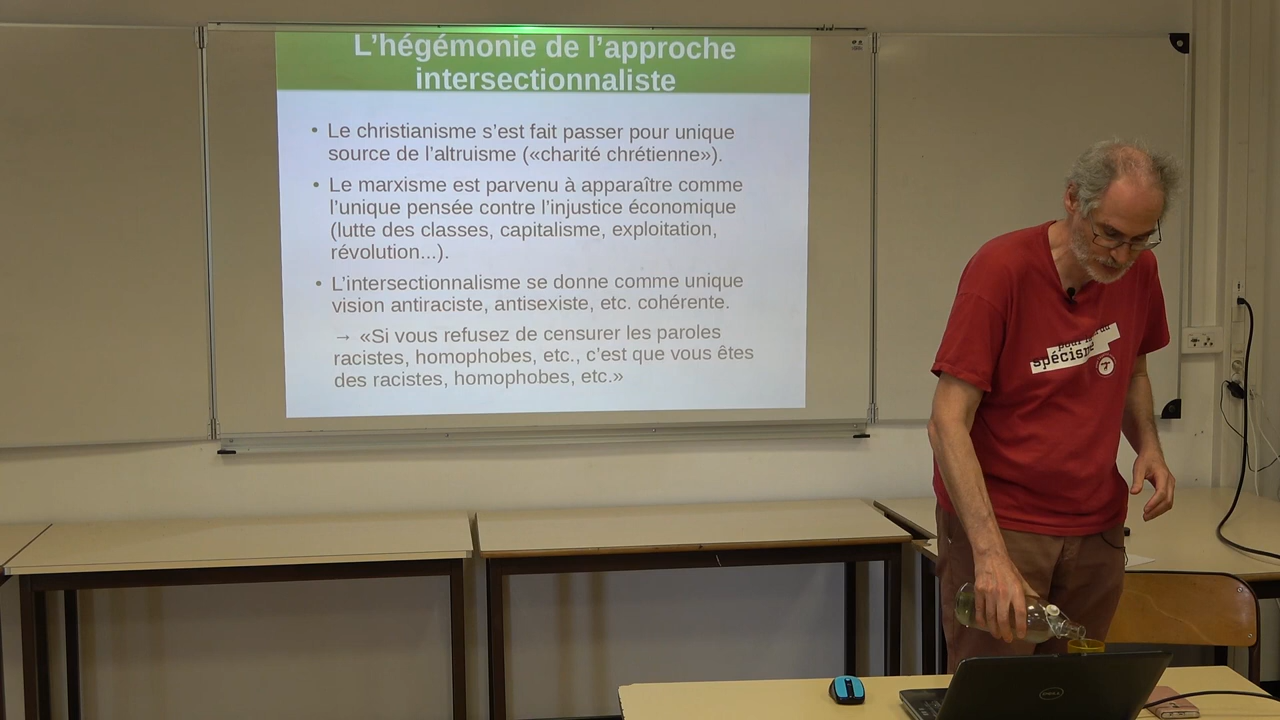 L’hégémonie de l’approche
intersectionnaliste
• Le christianisme s’est fait passer pour unique
source de l’altruisme («charité chrétienne»).
• Le marxisme est parvenu à apparaître comme
l’unique pensée contre l’injustice économique
(lutte des classes, capitalisme, exploitation,
révolution...).
• L’intersectionnalisme se donne comme unique
vision antiraciste, antisexiste, etc. cohérente.
→ «Si vous refusez de censurer les paroles
racistes, homophobes, etc., c’est que vous êtes
des racistes, homophobes, etc.»
pour
du
spécisme
DELL